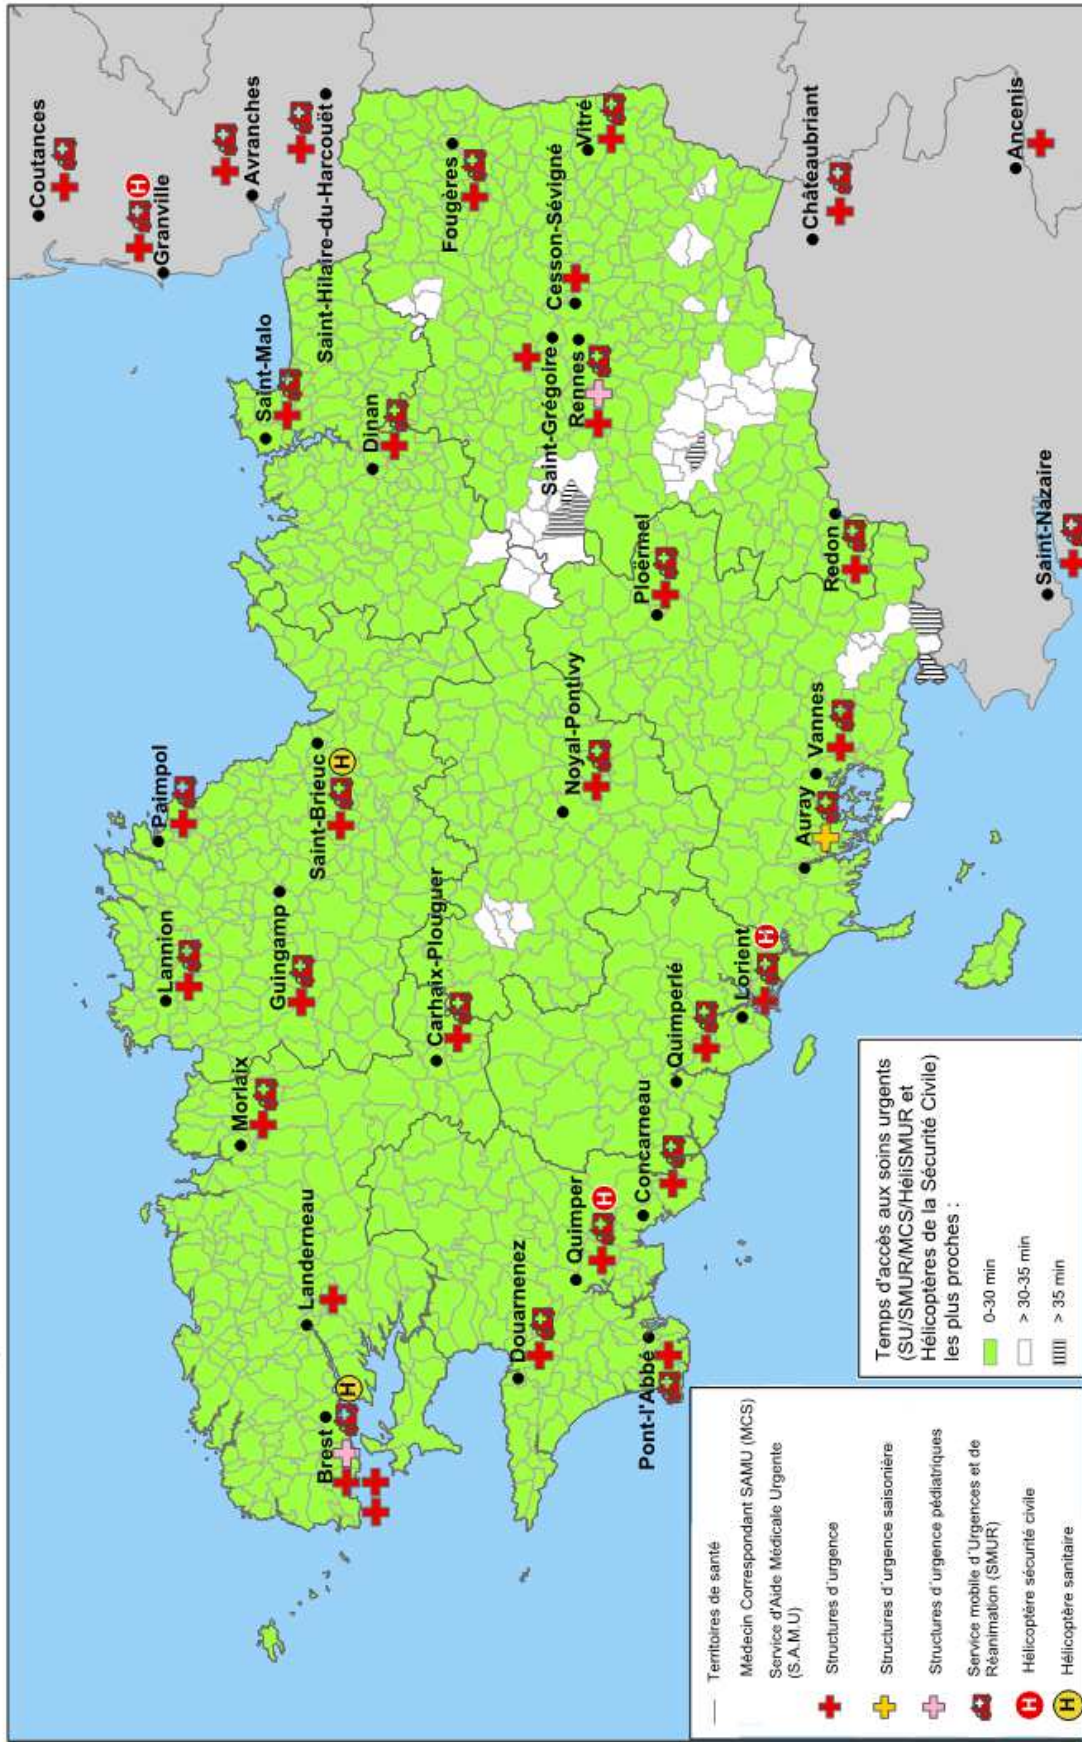 Coutances
Granville
H
Avranches
Saint-Hilaire-du-Harcouët
Saint-Malo
Dinan
Fougères
Vitré
Cesson-Sévigné
Saint-Grégoire
Rennes
Châteaubriant
Ancenis
Saint-Nazaire
Redon
Ploërmel
Noyal-Pontivy
Vannes
Auray
Paimpol
Saint-Brieuc
H
Lannion
Guingamp
Carhaix-Plouguer
Lorient
H
Quimperlé
Morlaix
Concarneau
Quimper
H
Landerneau
Douarnenez
Pont-l'Abbé
Brest
H
Territoires de santé
Médecin Correspondant SAMU (MCS)
Service d'Aide Médicale Urgente
(S.A.M.U)
Structures d'urgence
Structures d'urgence saisonière
Structures d'urgence pédiatriques
Service mobile d'Urgences et de
Réanimation (SMUR)
H Hélicoptère sécurité civile
H Hélicoptère sanitaire
Temps d'accès aux soins urgents
(SU/SMUR/MCS/HéliSMUR et
Hélicoptères de la Sécurité Civile)
les plus proches :
0-30 min
> 30-35 min
> 35 min